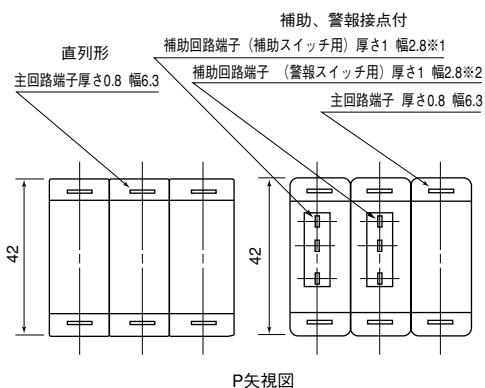 補助、警報接点付
直列形
補助回路端子（補助スイッチ用）厚さ1 幅2.8※1
補助回路端子 （警報スイッチ用）厚さ1 幅2.8※2
主回路端子厚さ0.8 幅6.3
主回路端子 厚さ0.8 幅6.3
42
42
P矢視図